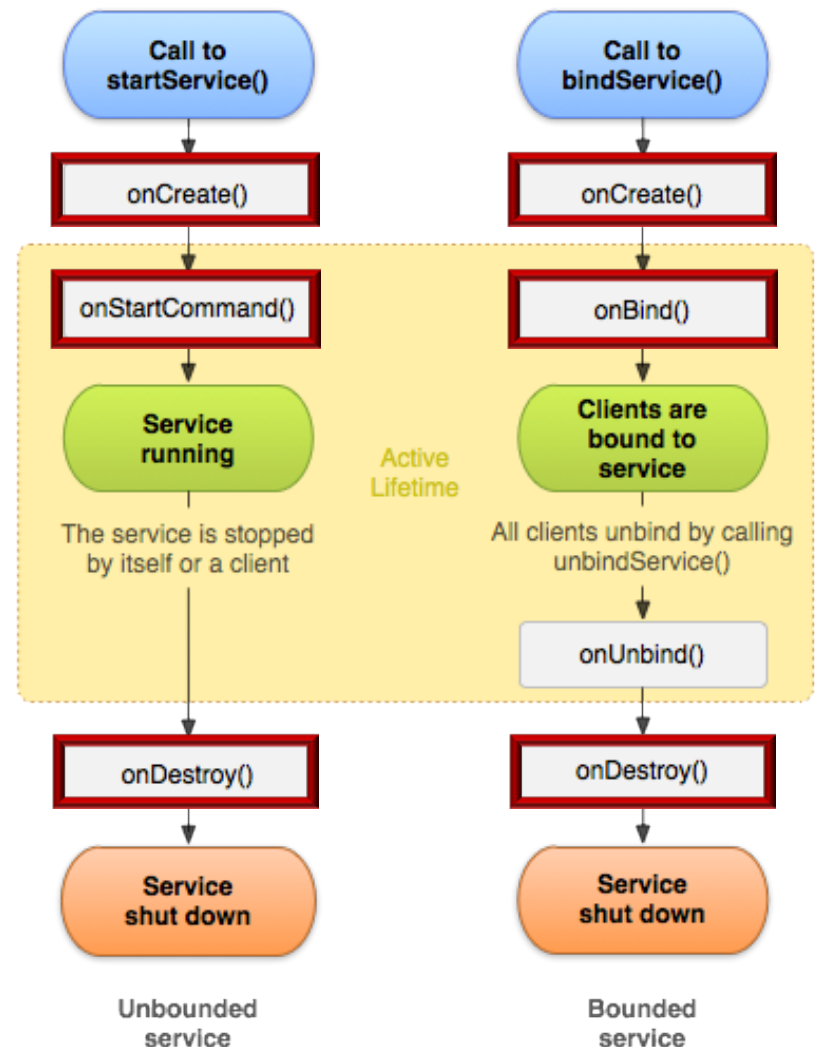 Call to
startService()
onCreate()
onStartCommand()
Service
running
The service is stopped
by itself or a client
onDestroy()
Service
shut down
Unbounded
service
Active
Lifetime
Call to
bindService()
onCreate()
onBind()
Clients are
bound to
service
All clients unbind by calling
unbindService()
onUnbind()
onDestroy()
Service
shut down
Bounded
service